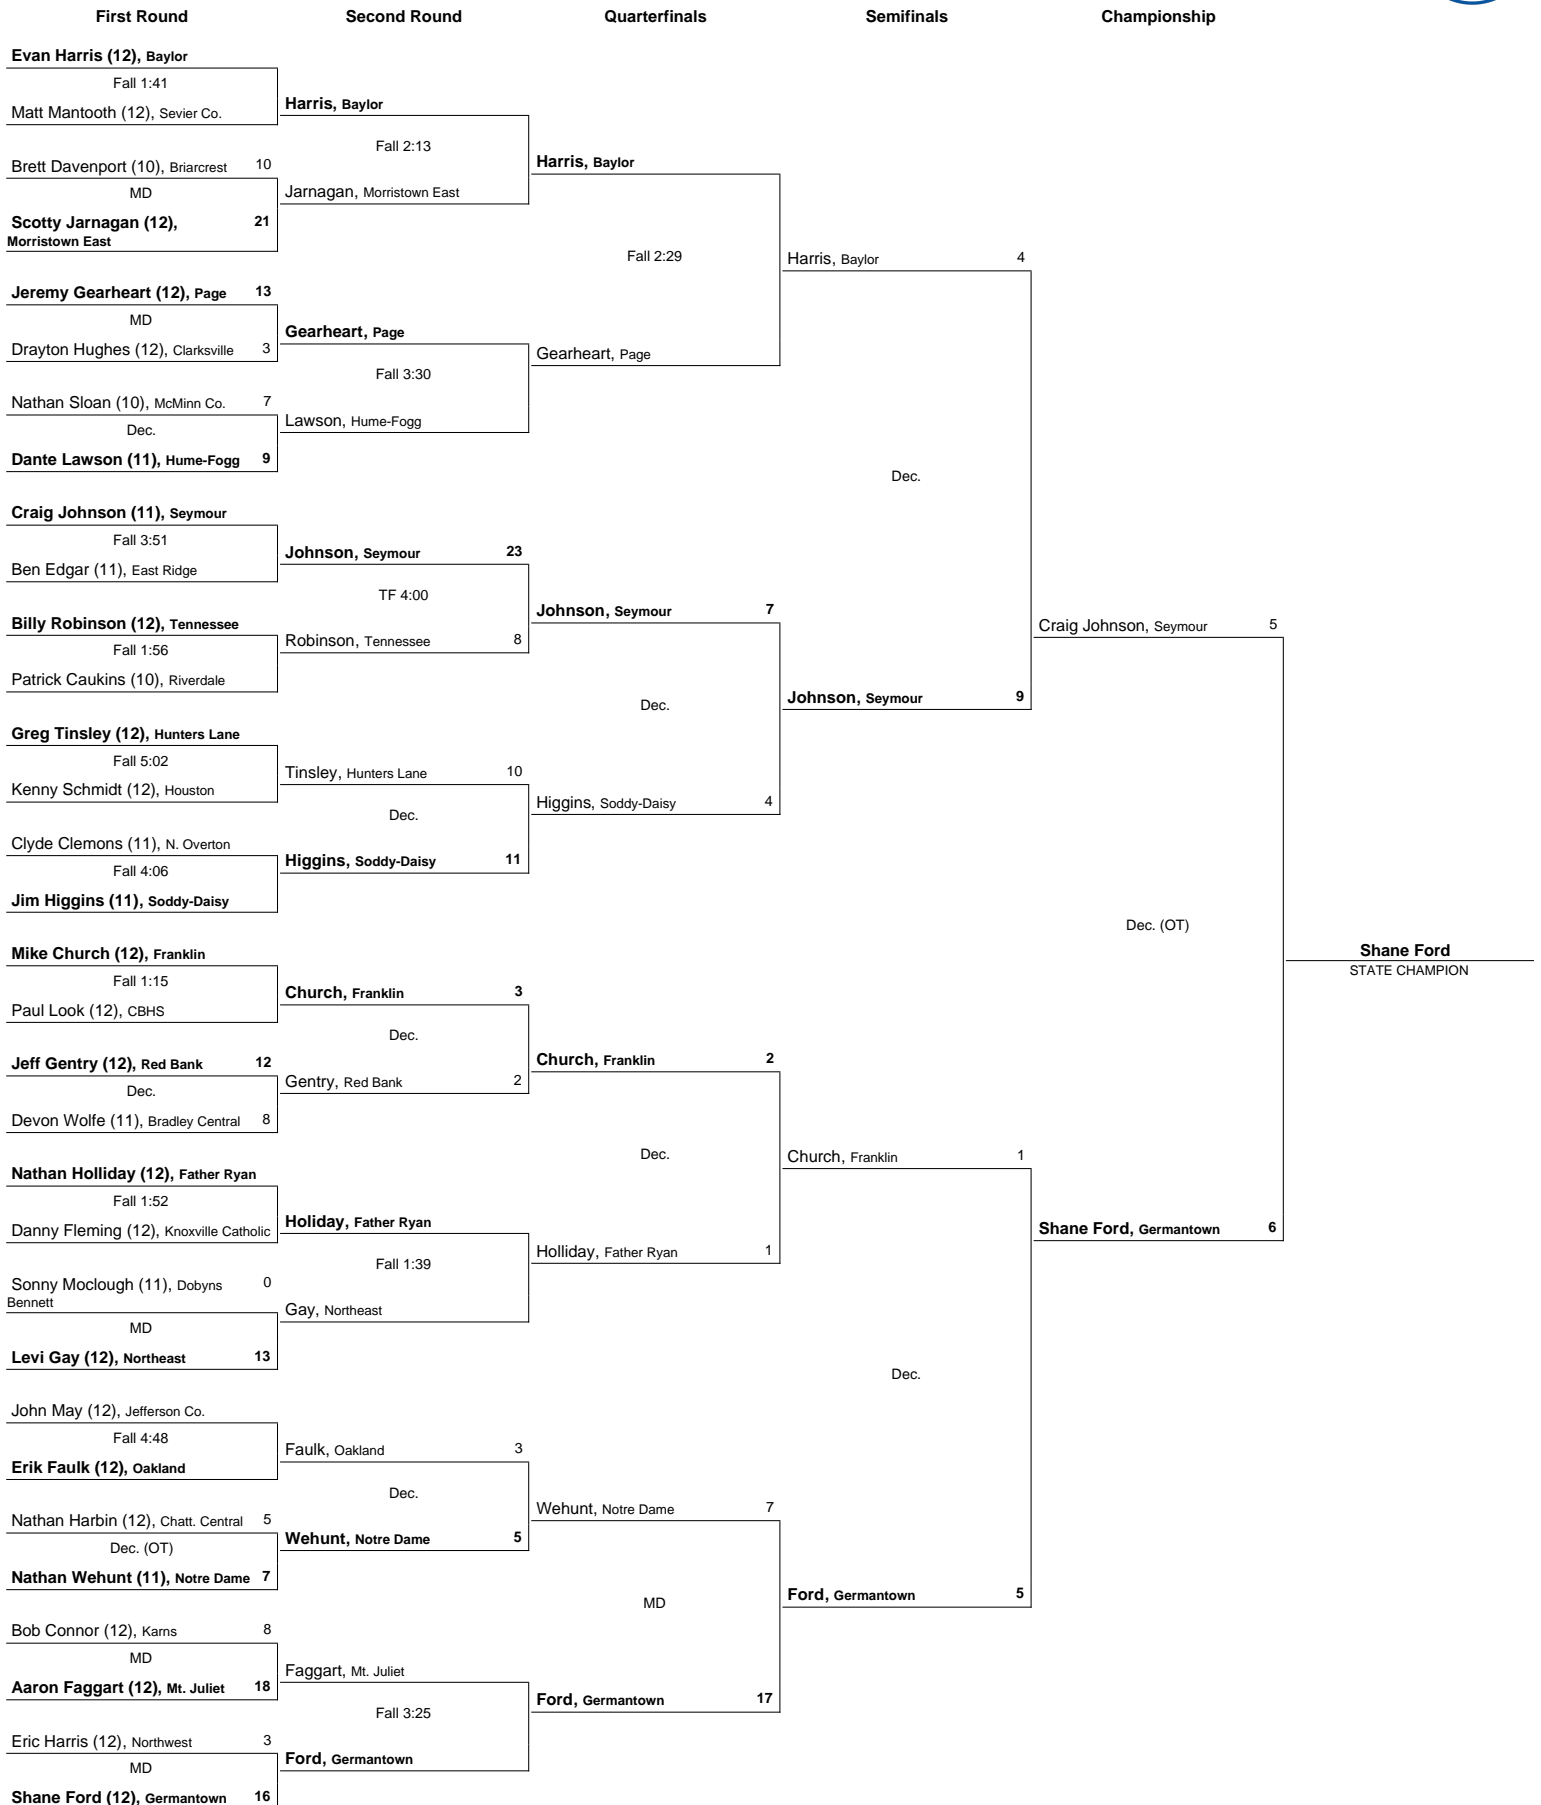 First Round
Second Round
Quarterfinals
Semifinals
Championship
Evan Harris (12), Baylor
Fall 1:41
Matt Mantooth (12), Sevier Co.
Brett Davenport (10), Briarcrest 10
MD
Scotty Jarnagan (12), 21
Morristown East
Jeremy Gearheart (12), Page 13
MD
Drayton Hughes (12), Clarksville 3
Nathan Sloan (10), McMinn Co. 7
Dec.
Dante Lawson (11), Hume-Fogg 9
Craig Johnson (11), Seymour
Fall 3:51
Ben Edgar (11), East Ridge
Billy Robinson (12), Tennessee
Fall 1:56
Patrick Caukins (10), Riverdale
Greg Tinsley (12), Hunters Lane
Fall 5:02
Kenny Schmidt (12), Houston
Clyde Clemons (11), N. Overton
Fall 4:06
Jim Higgins (11), Soddy-Daisy
Mike Church (12), Franklin
Fall 1:15
Paul Look (12), CBHS
Jeff Gentry (12), Red Bank 12
Dec.
Devon Wolfe (11), Bradley Central 8
Nathan Holliday (12), Father Ryan
Fall 1:52
Danny Fleming (12), Knoxville Catholic
Sonny Moclough (11), Dobyns 0
Bennett
MD
Levi Gay (12), Northeast 13
John May (12), Jefferson Co.
Fall 4:48
Erik Faulk (12), Oakland
Nathan Harbin (12), Chatt. Central 5
Dec. (OT)
Nathan Wehunt (11), Notre Dame 7
Bob Connor (12), Karns 8
MD
Aaron Faggart (12), Mt. Juliet 18
Eric Harris (12), Northwest 3
MD
Shane Ford (12), Germantown 16
Harris, Baylor
Fall 2:13
Jarnagan, Morristown East
Gearheart, Page
Fall 3:30
Lawson, Hume-Fogg
Johnson, Seymour 23
TF 4:00
Robinson, Tennessee 8
Tinsley, Hunters Lane 10
Dec.
Higgins, Soddy-Daisy 11
Church, Franklin 3
Dec.
Gentry, Red Bank 2
Holiday, Father Ryan
Fall 1:39
Gay, Northeast
Faulk, Oakland 3
Dec.
Wehunt, Notre Dame 5
Faggart, Mt. Juliet
Fall 3:25
Ford, Germantown
Harris, Baylor
Fall 2:29
Gearheart, Page
Johnson, Seymour 7
Dec.
Higgins, Soddy-Daisy 4
Church, Franklin 2
Dec.
Holliday, Father Ryan 1
Wehunt, Notre Dame 7
MD
Ford, Germantown 17
Harris, Baylor 4
Dec.
Johnson, Seymour 9
Church, Franklin 1
Dec.
Ford, Germantown 5
Craig Johnson, Seymour 5
Dec. (OT)
Shane Ford, Germantown 6
Shane Ford
STATE CHAMPION